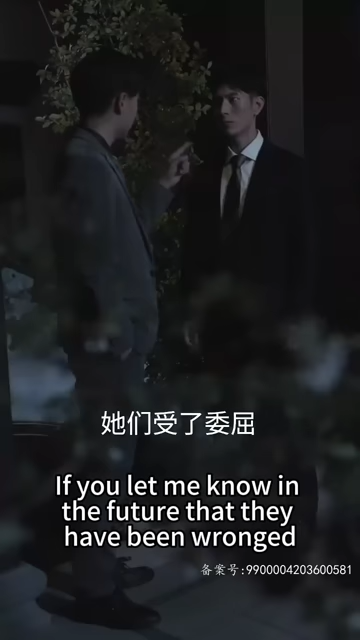 她们受了委屈
If you let me know in
the future that they
have been wronged
备案号:9900004203600581